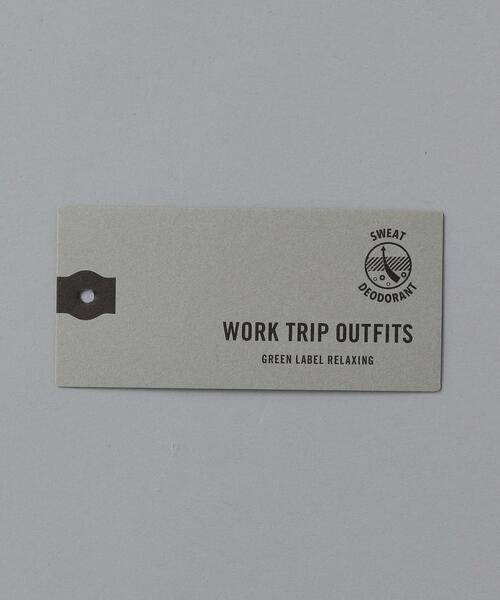 SWEAT
DEODORANT
WORK TRIP OUTFITS
GREEN LABEL RELAXING